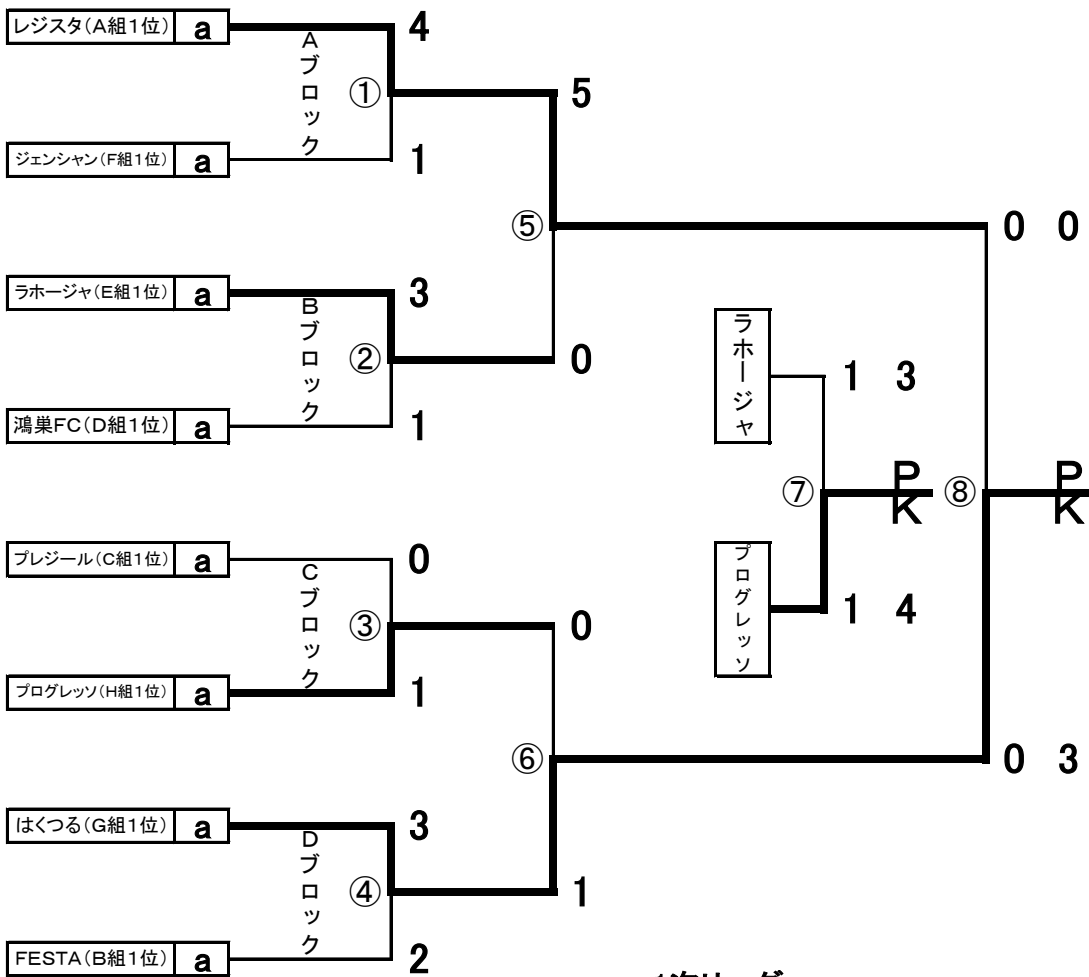 レジスタ(A組1位) a
Aブロック
4
①
5
ジェンシャン(F組1位) a
1
⑤
0 0
ラホージャ(E組1位) a
Bブロック
3
②
0
鴻巣FC(D組1位) a
1
ラホージャ
1 3
⑦
PK
⑧
PK
プログレッソ
1 4
プレジール(C組1位) a
Cブロック
0
③
0
プログレッソ(H組1位) a
1
⑥
0 3
はくつる(G組1位) a
Dブロック
3
④
1
FESTA(B組1位) a
2